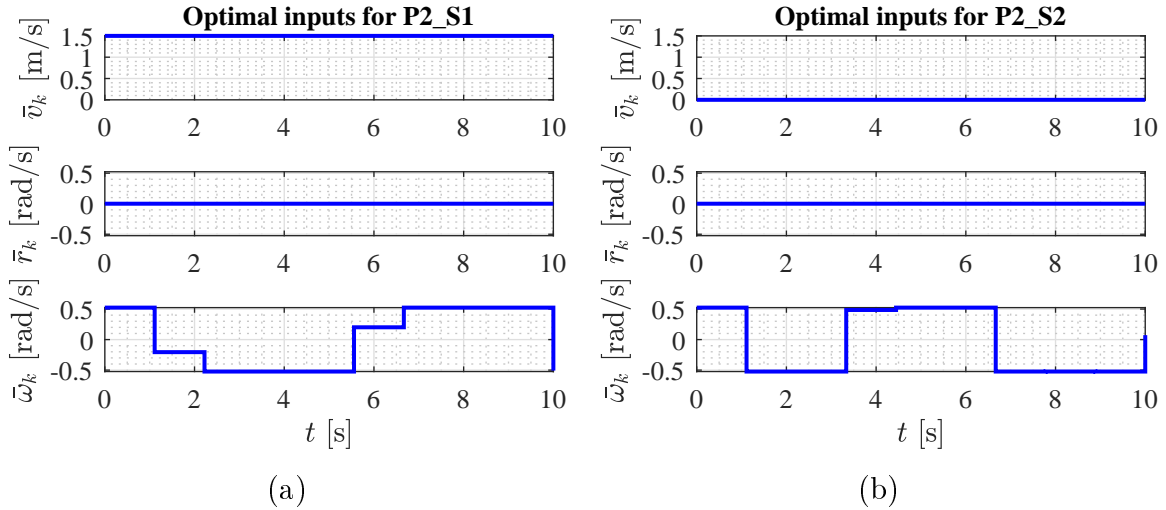 Optimal inputs for P2_S1
v̄_k [m/s]
1.5
1
0.5
0
0 2 4 6 8 10
r̄_k [rad/s]
0.5
0
-0.5
0 2 4 6 8 10
ω̄_k [rad/s]
0.5
0
-0.5
0 2 4 6 8 10
t [s]
(a)
Optimal inputs for P2_S2
v̄_k [m/s]
1.5
1
0.5
0
0 2 4 6 8 10
r̄_k [rad/s]
0.5
0
-0.5
0 2 4 6 8 10
ω̄_k [rad/s]
0.5
0
-0.5
0 2 4 6 8 10
t [s]
(b)